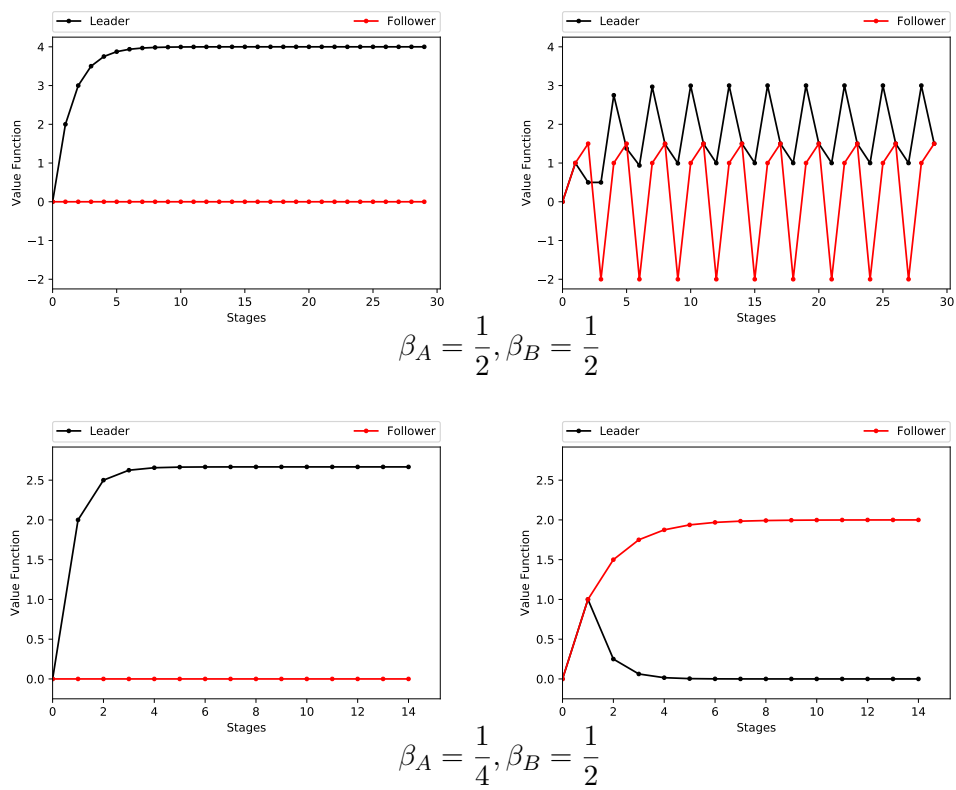 Leader Follower Leader Follower
4 4
3 3
2 2
1 1
0 0
−1 −1
−2 −2
Value Function Value Function
0 5 10 15 20 25 30 0 5 10 15 20 25 30
Stages Stages
β_A = 1/2, β_B = 1/2
Leader Follower Leader Follower
2.5 2.5
2.0 2.0
1.5 1.5
1.0 1.0
0.5 0.5
0.0 0.0
Value Function Value Function
0 2 4 6 8 10 12 14 0 2 4 6 8 10 12 14
Stages Stages
β_A = 1/4, β_B = 1/2